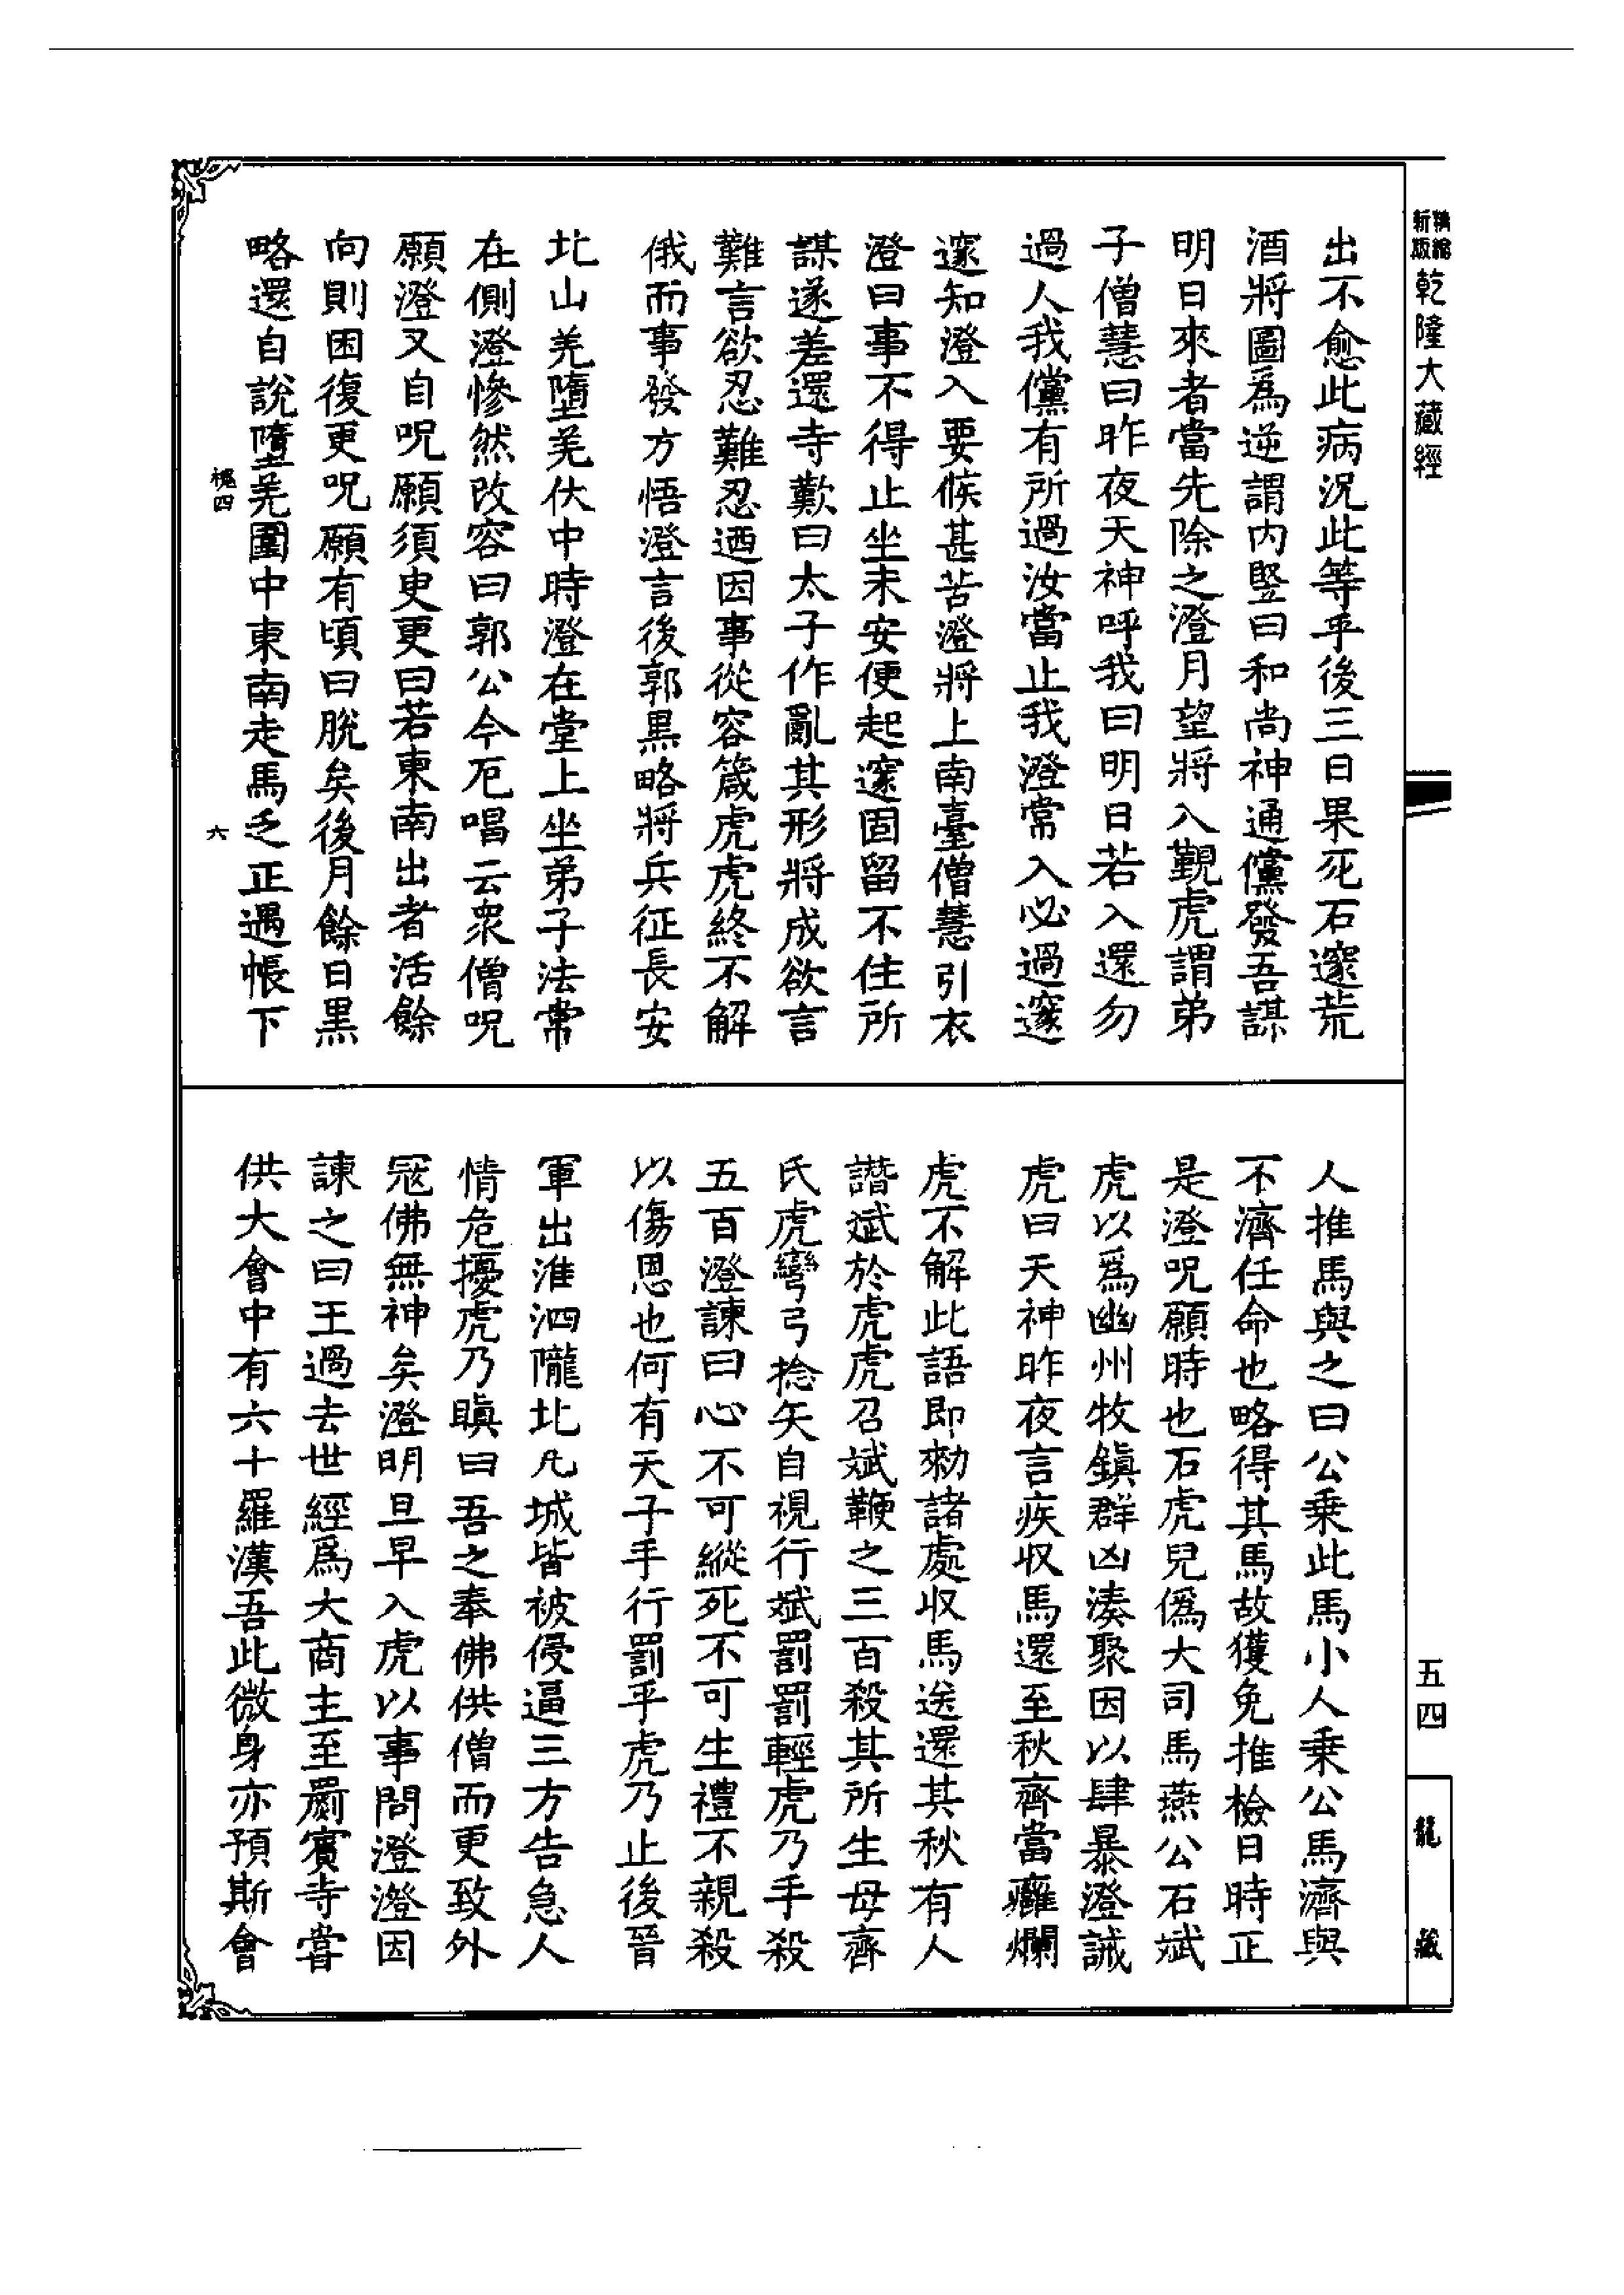 精縮新版
乾隆大藏經
五四
龍藏
出不愈此病況此等乎後三日果死石邃荒
酒將圖爲逆謂内豎曰和尚神通儻發吾謀
明日來者當先除之澄月望將入覲虎謂弟
子僧慧曰昨夜天神呼我曰明日若入還勿
過人我儻有所過汝當止我澄常入必過邃
邃知澄入要候甚苦澄將上南臺僧慧引衣
澄曰事不得止坐未安便起邃固留不住所
謀遂差還寺歎曰太子作亂其形將成欲言
難言欲忍難忍迺因事從容箴虎虎終不解
俄而事發方悟澄言後郭黒略將兵征長安
北山羌墮羌伏中時澄在堂上坐弟子法常
在側澄慘然改容曰郭公今厄唱云衆僧呪
願澄又自呪願須臾更曰若東南出者活餘
向則困復更呪願有頃曰脫矣後月餘日黒
略還自說墮羌圍中東南走馬乏正遇帳下
槐四
六
人推馬與之曰公乗此馬小人乗公馬濟與
不濟任命也略得其馬故獲免推檢日時正
是澄呪願時也石虎兒僞大司馬燕公石斌
虎以爲幽州牧鎮群凶湊聚因以肆暴澄誡
虎曰天神昨夜言疾収馬還至秋齊當癰爛
虎不解此語即勑諸處収馬送還其秋有人
譖斌於虎虎召斌鞭之三百殺其所生母齊
氏虎彎弓捻矢自視行斌罰罰輕虎乃手殺
五百澄諫曰心不可縱死不可生禮不親殺
以傷恩也何有天子手行罰乎虎乃止後晉
軍出淮泗隴北凡城皆被侵逼三方告急人
情危擾虎乃瞋曰吾之奉佛供僧而更致外
冦佛無神矣澄明旦早入虎以事問澄澄因
諫之曰王過去世經爲大商主至罽賓寺嘗
供大會中有六十羅漢吾此微身亦預斯會